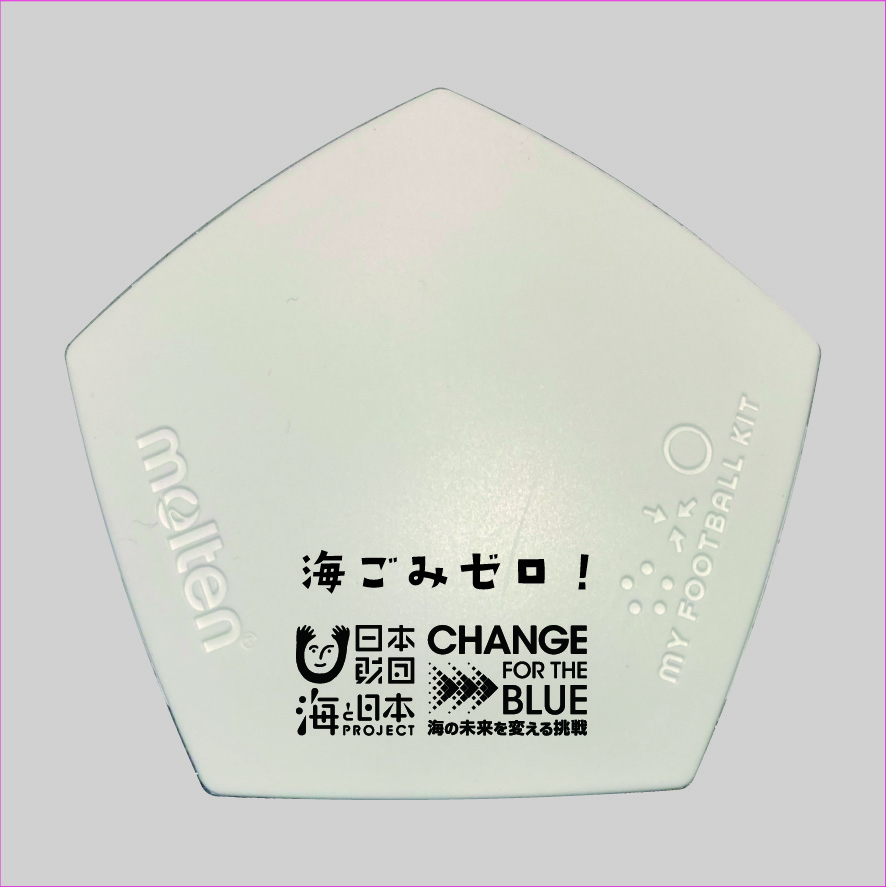 molten®
MY FOOTBALL KIT
海ごみゼロ！
日本
財団
海と日本
PROJECT
CHANGE
FOR THE
BLUE
海の未来を変える挑戦